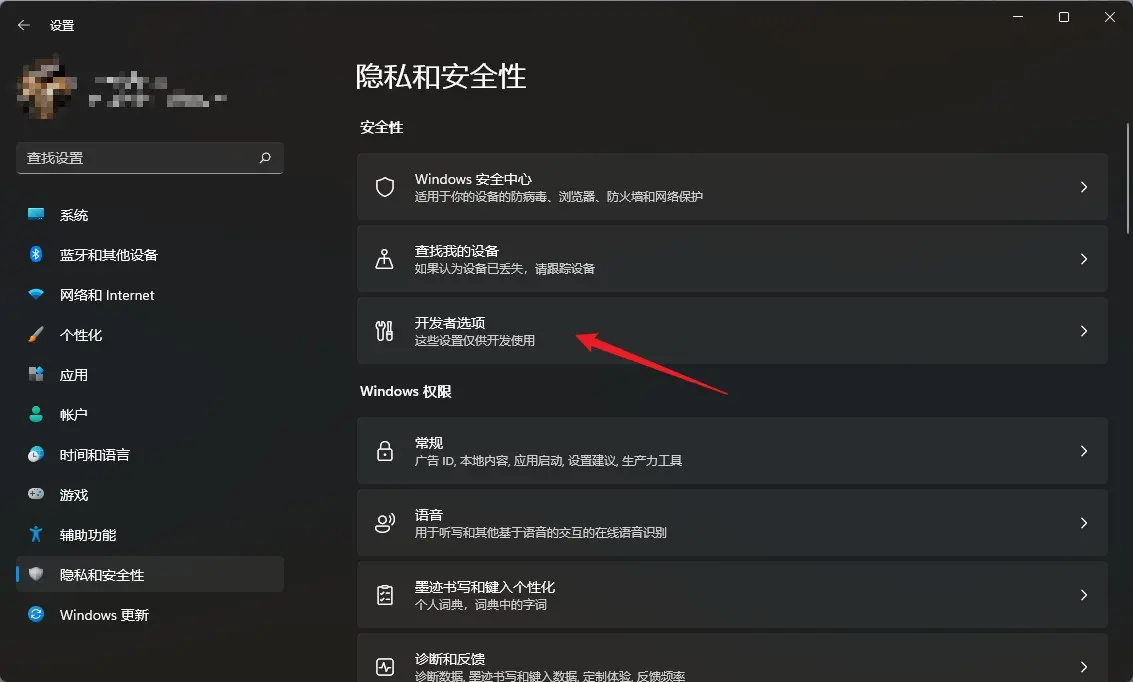 设置
查找设置
系统
蓝牙和其他设备
网络和 Internet
个性化
应用
帐户
时间和语言
游戏
辅助功能
隐私和安全性
Windows 更新
隐私和安全性
安全性
Windows 安全中心
适用于你的设备的防病毒、浏览器、防火墙和网络保护
查找我的设备
如果认为设备已丢失，请跟踪设备
开发者选项
这些设置仅供开发使用
Windows 权限
常规
广告 ID, 本地内容, 应用启动, 设置建议, 生产力工具
语音
用于听写和其他基于语音的交互的在线语音识别
墨迹书写和键入个性化
个人词典，词典中的字词
诊断和反馈
诊断数据, 墨迹书写和键入数据, 定制体验, 反馈频率